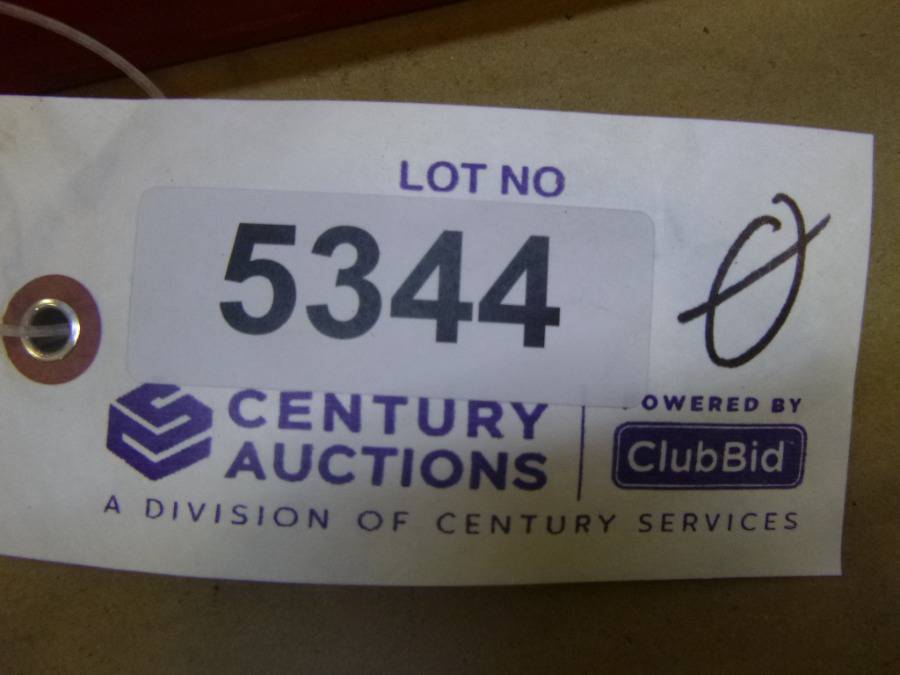 LOT NO
5344
Ø
CENTURY
AUCTIONS
OWERED BY
ClubBid
A DIVISION OF CENTURY SERVICES